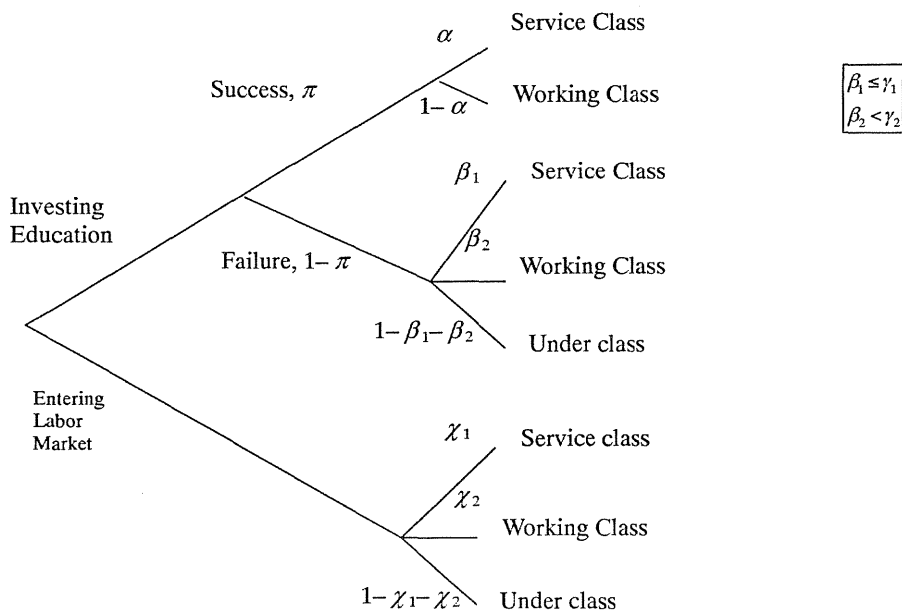 α
Service Class
Success, π
1− α
Working Class
β₁ ≤ γ₁
β₂ < γ₂
β₁
Service Class
Investing
Education
β₂
Failure, 1− π
Working Class
1− β₁− β₂
Under class
Entering
Labor
Market
χ₁
Service class
χ₂
Working Class
1− χ₁− χ₂
Under class